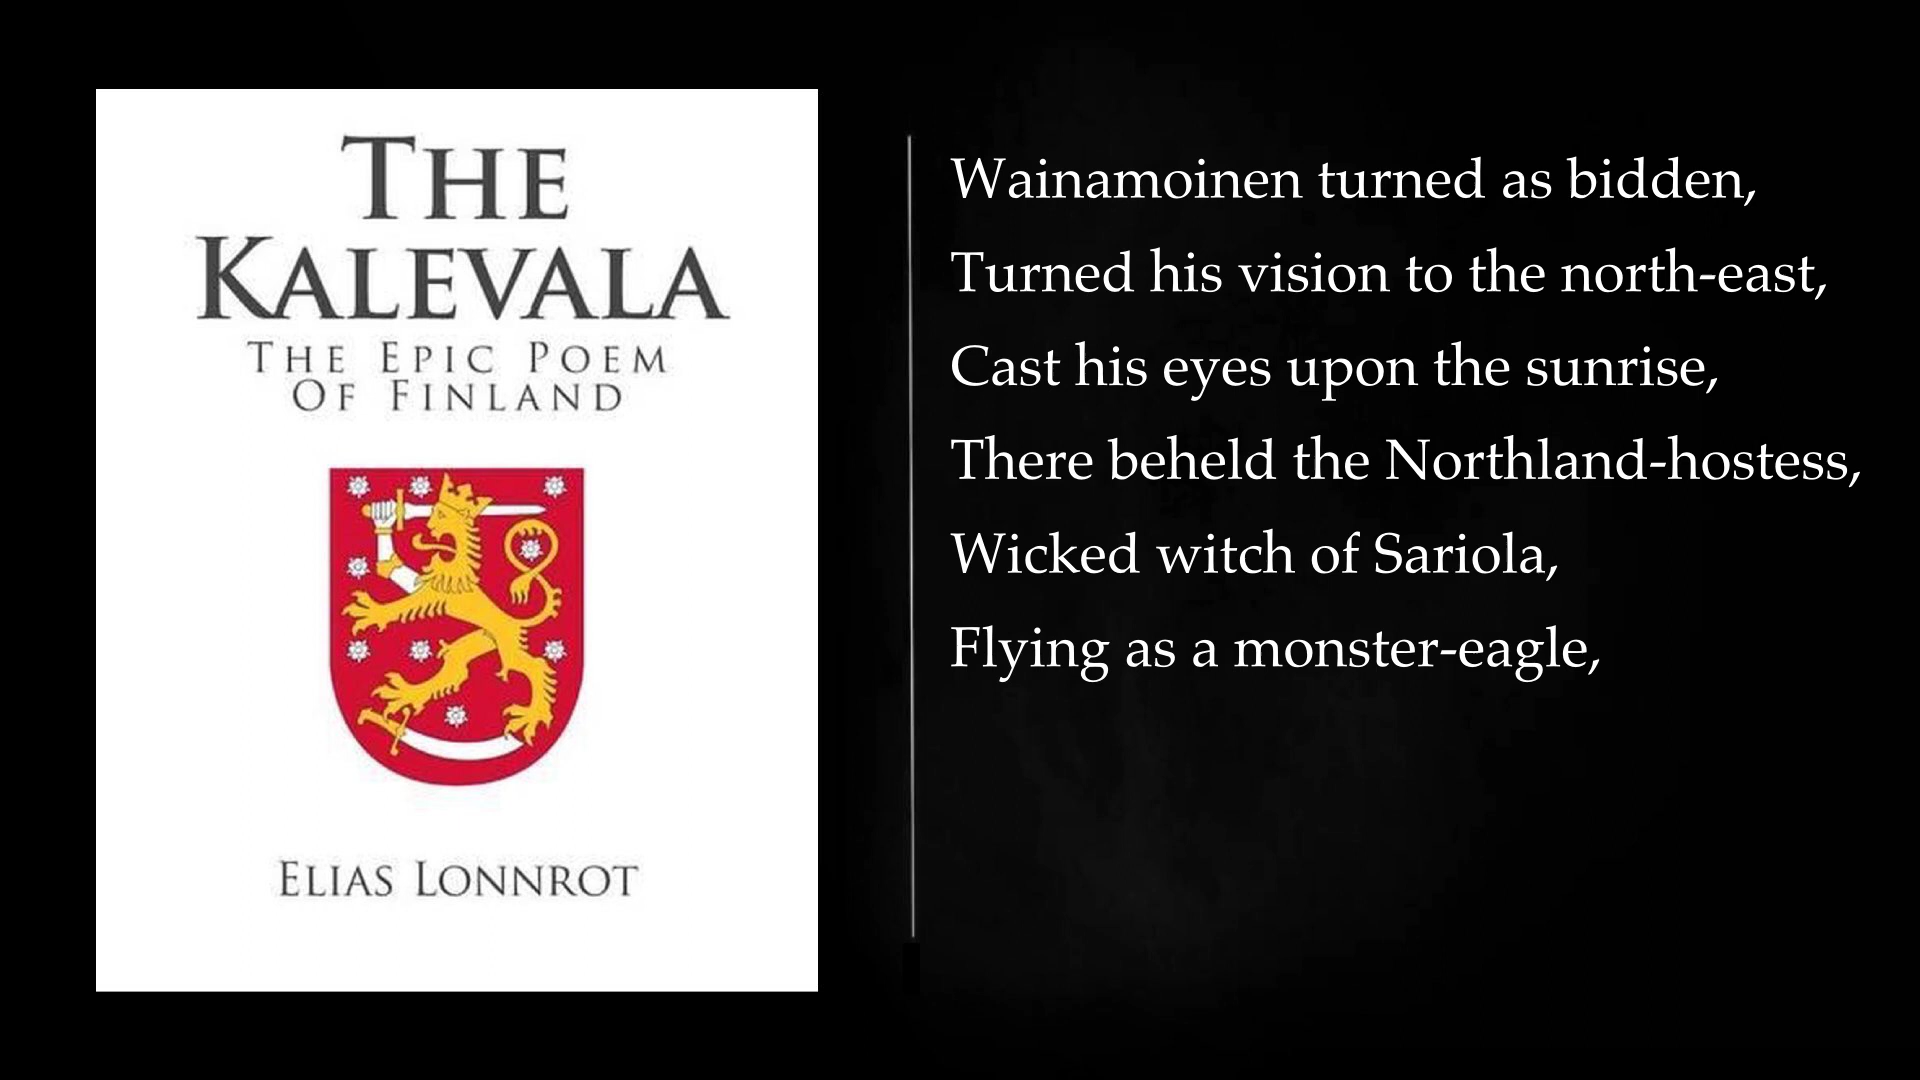 THE
KALEVALA
THE EPIC POEM
OF FINLAND
ELIAS LONNROT
Wainamoinen turned as bidden,
Turned his vision to the north-east,
Cast his eyes upon the sunrise,
There beheld the Northland-hostess,
Wicked witch of Sariola,
Flying as a monster-eagle,